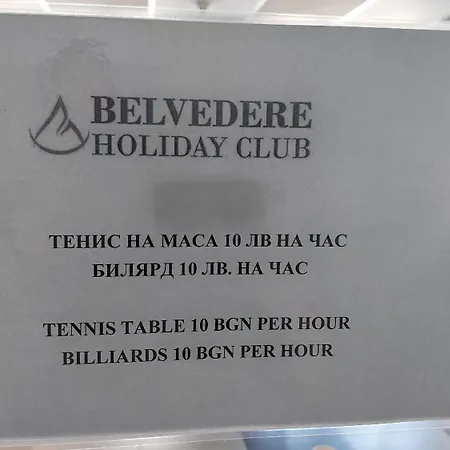 BELVEDERE
HOLIDAY CLUB
ТЕНИС НА МАСА 10 ЛВ НА ЧАС
БИЛЯРД 10 ЛВ. НА ЧАС
TENNIS TABLE 10 BGN PER HOUR
BILLIARDS 10 BGN PER HOUR